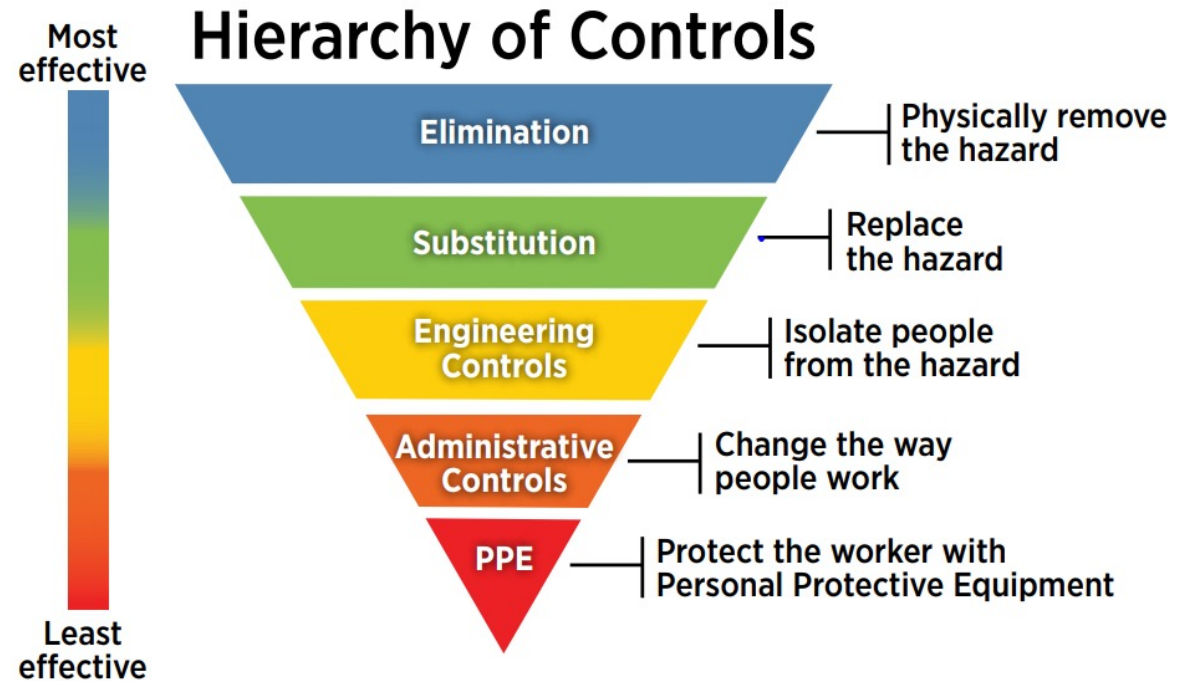 Hierarchy of Controls
Most
effective
Elimination
Physically remove
the hazard
Substitution
Replace
the hazard
Engineering
Controls
Isolate people
from the hazard
Administrative
Controls
Change the way
people work
PPE
Protect the worker with
Personal Protective Equipment
Least
effective